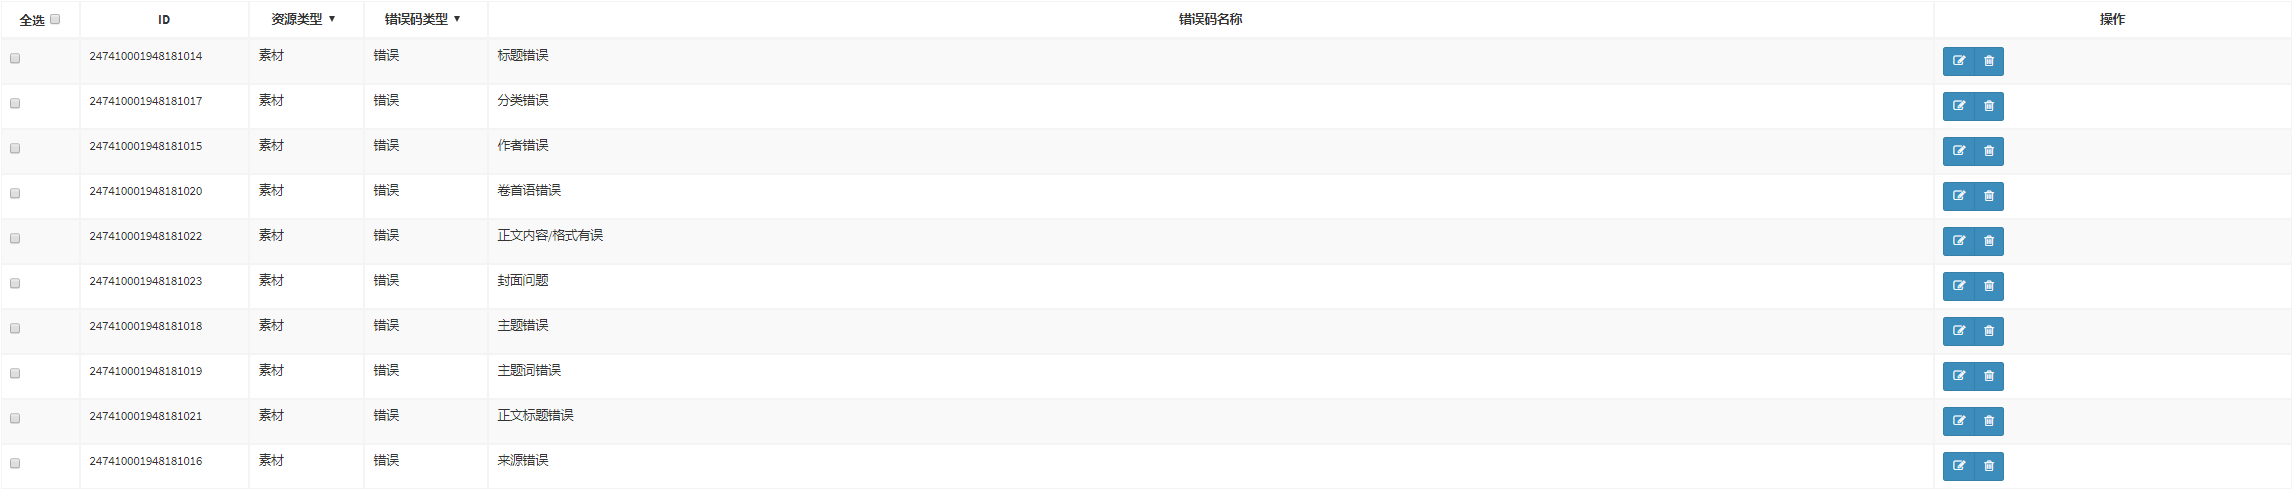 全选 ID 资源类型 ▼ 错误码类型 ▼ 错误码名称 操作
247410001948181014 素材 错误 标题错误
247410001948181017 素材 错误 分类错误
247410001948181015 素材 错误 作者错误
247410001948181020 素材 错误 卷首语错误
247410001948181022 素材 错误 正文内容/格式有误
247410001948181023 素材 错误 封面问题
247410001948181018 素材 错误 主题错误
247410001948181019 素材 错误 主题词错误
247410001948181021 素材 错误 正文标题错误
247410001948181016 素材 错误 来源错误